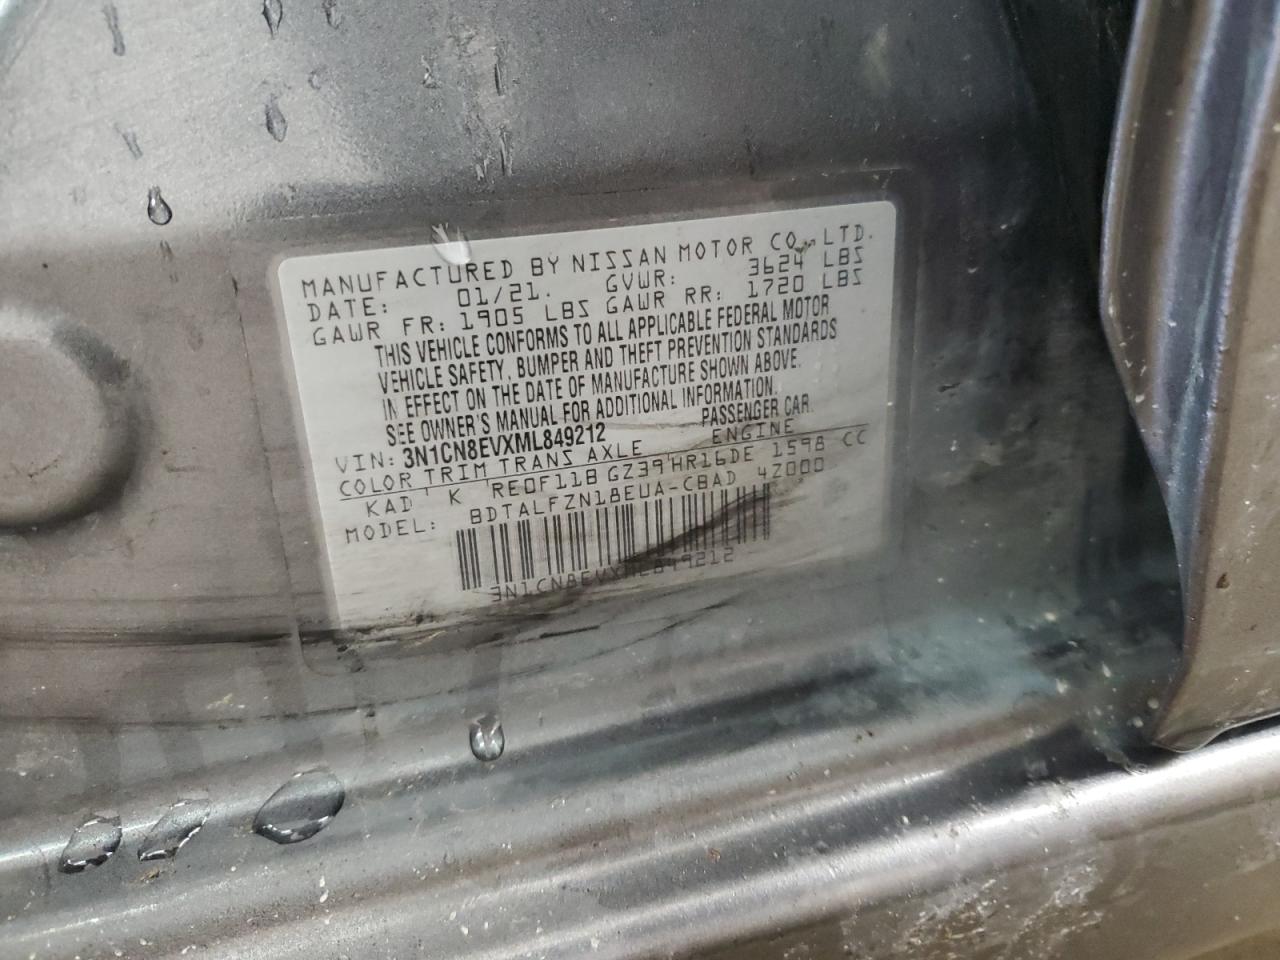 MANUFACTURED BY NISSAN MOTOR CO., LTD.
DATE: 01/21. GVWR: 3624 LBS
GAWR FR: 1905 LBS GAWR RR: 1720 LBS
THIS VEHICLE CONFORMS TO ALL APPLICABLE FEDERAL MOTOR
VEHICLE SAFETY, BUMPER AND THEFT PREVENTION STANDARDS
IN EFFECT ON THE DATE OF MANUFACTURE SHOWN ABOVE.
SEE OWNER'S MANUAL FOR ADDITIONAL INFORMATION.
VIN: 3N1CN8EVXML849212 PASSENGER CAR
COLOR TRIM TRANS AXLE ENGINE
KAD K RE0F11B GZ39 HR16DE 1598 CC
MODEL: BDTALFZN18EUA-CBAD 42000
3N1CN8EVXML849212